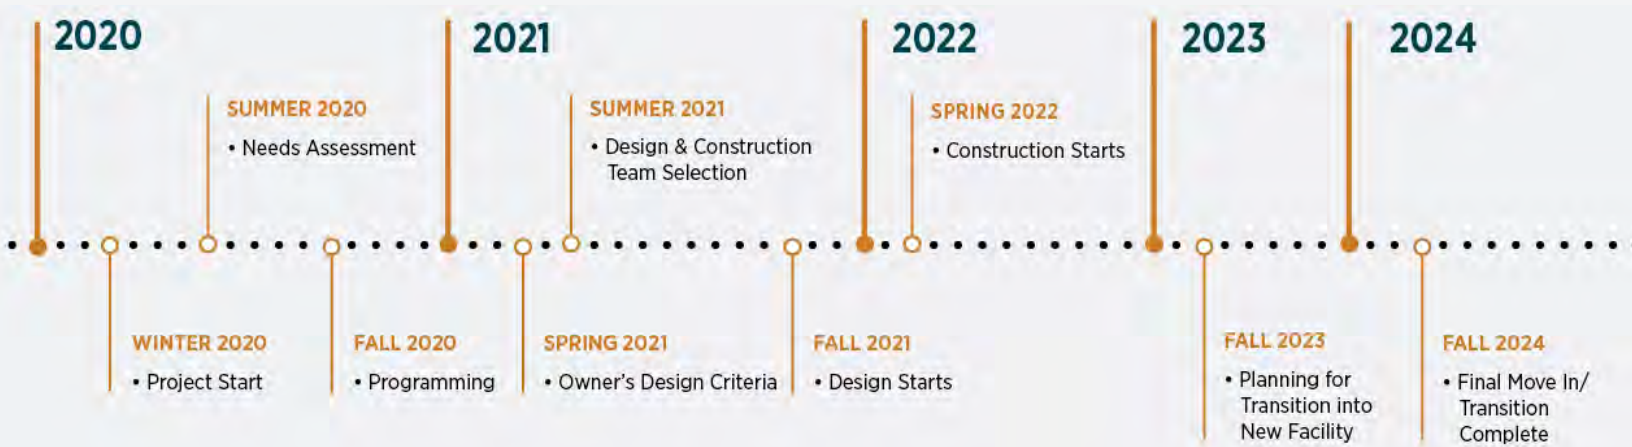 2020
2021
2022
2023
2024
SUMMER 2020
• Needs Assessment
SUMMER 2021
• Design & Construction
Team Selection
SPRING 2022
• Construction Starts
WINTER 2020
• Project Start
FALL 2020
• Programming
SPRING 2021
• Owner's Design Criteria
FALL 2021
• Design Starts
FALL 2023
• Planning for
Transition into
New Facility
FALL 2024
• Final Move In/
Transition
Complete